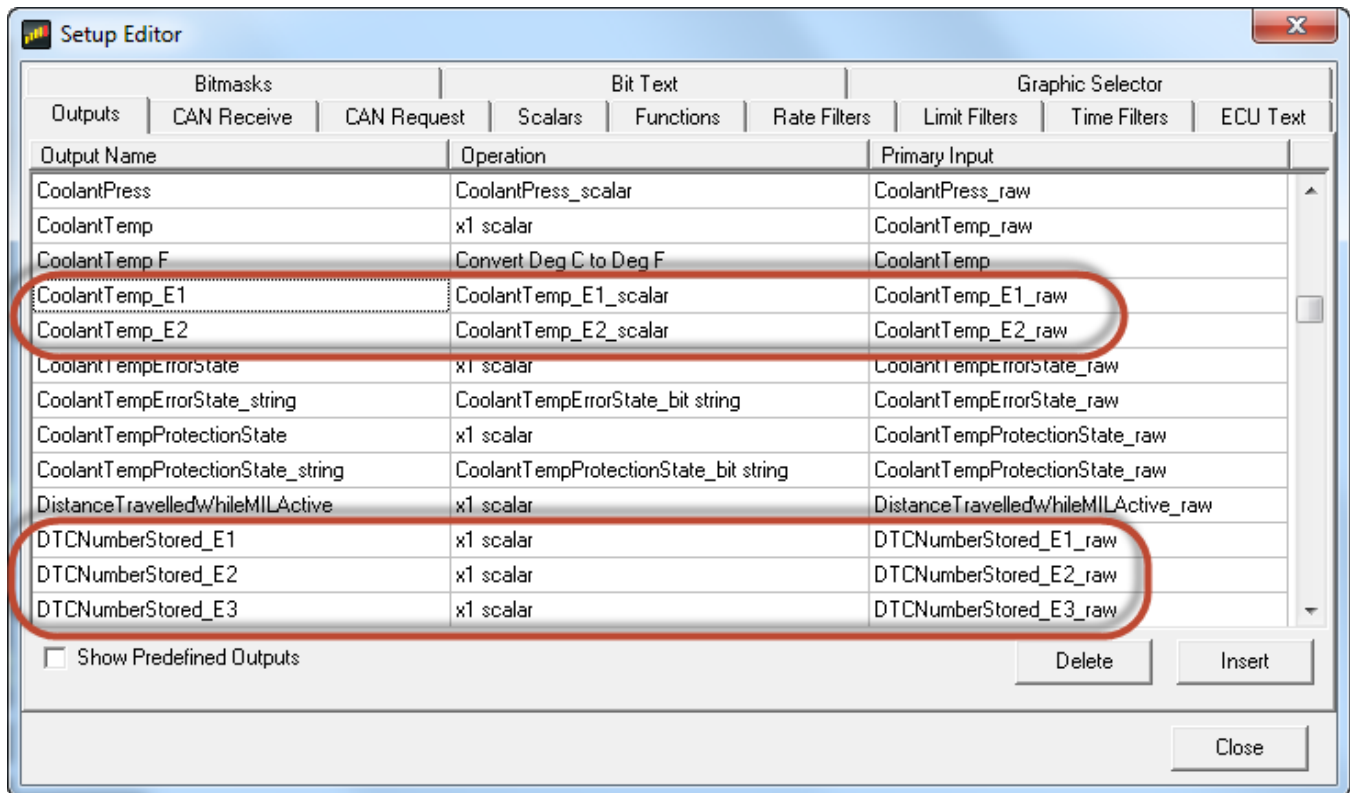 Setup Editor
Bitmasks Bit Text Graphic Selector
Outputs CAN Receive CAN Request Scalars Functions Rate Filters Limit Filters Time Filters ECU Text
Output Name Operation Primary Input
CoolantPress CoolantPress_scalar CoolantPress_raw
CoolantTemp x1 scalar CoolantTemp_raw
CoolantTemp F Convert Deg C to Deg F CoolantTemp
CoolantTemp_E1 CoolantTemp_E1_scalar CoolantTemp_E1_raw
CoolantTemp_E2 CoolantTemp_E2_scalar CoolantTemp_E2_raw
CoolantTempErrorState x1 scalar CoolantTempErrorState_raw
CoolantTempErrorState_string CoolantTempErrorState_bit string CoolantTempErrorState_raw
CoolantTempProtectionState x1 scalar CoolantTempProtectionState_raw
CoolantTempProtectionState_string CoolantTempProtectionState_bit string CoolantTempProtectionState_raw
DistanceTravelledWhileMILActive x1 scalar DistanceTravelledWhileMILActive_raw
DTCNumberStored_E1 x1 scalar DTCNumberStored_E1_raw
DTCNumberStored_E2 x1 scalar DTCNumberStored_E2_raw
DTCNumberStored_E3 x1 scalar DTCNumberStored_E3_raw
Show Predefined Outputs Delete Insert
Close